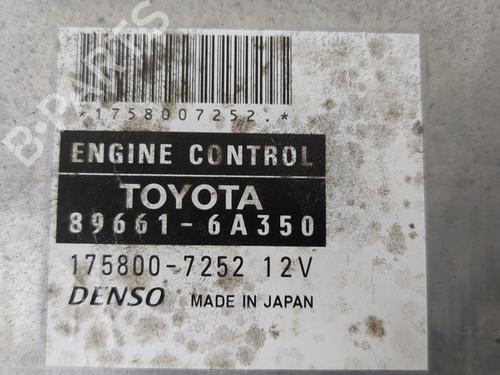 B-PARTS
*1758007252.*
ENGINE CONTROL
TOYOTA
89661-6A350
175800-7252 12V
DENSO MADE IN JAPAN